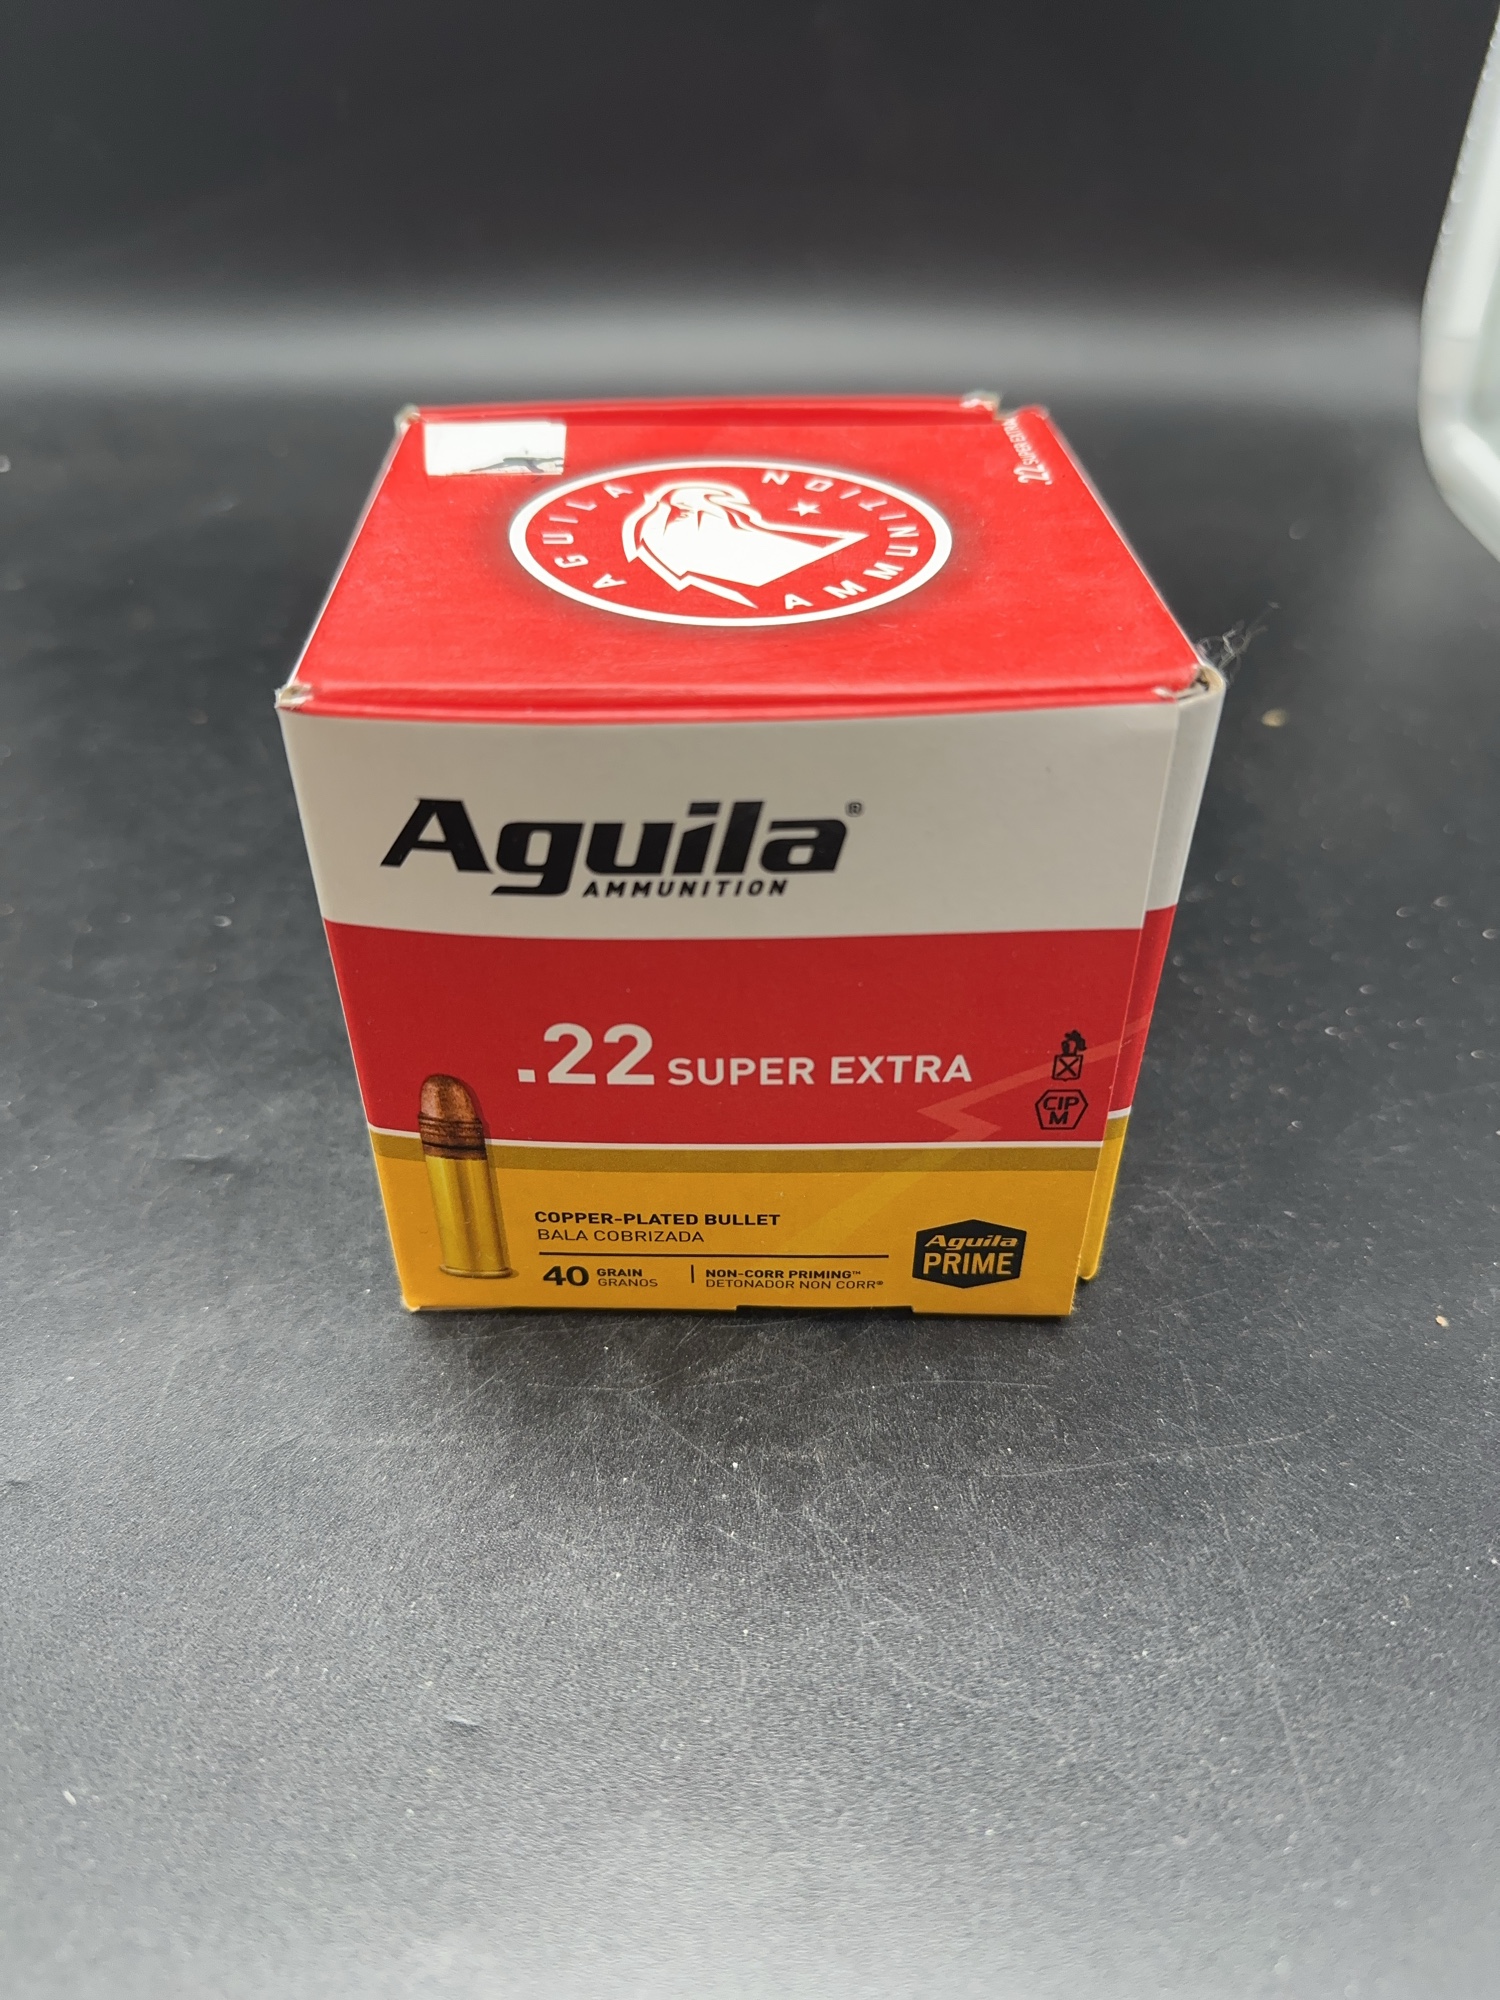 AGUILA AMMUNITION
.22 SUPER EXTRA
Aguila®
AMMUNITION
.22 SUPER EXTRA
CIP
M
COPPER-PLATED BULLET
BALA COBRIZADA
40 GRAIN
GRANOS
NON-CORR PRIMING™
DETONADOR NON CORR®
Aguila
PRIME